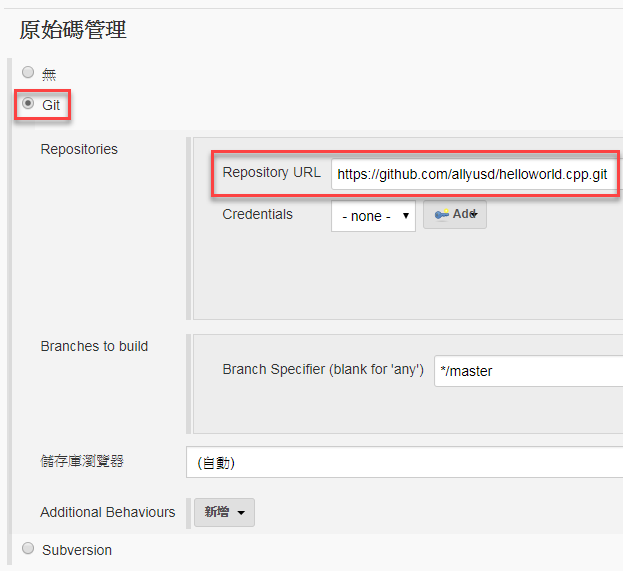 原始碼管理
無
Git
Repositories
Repository URL https://github.com/allyusd/helloworld.cpp.git
Credentials - none - Add
Branches to build
Branch Specifier (blank for 'any') */master
儲存庫瀏覽器 (自動)
Additional Behaviours 新增
Subversion